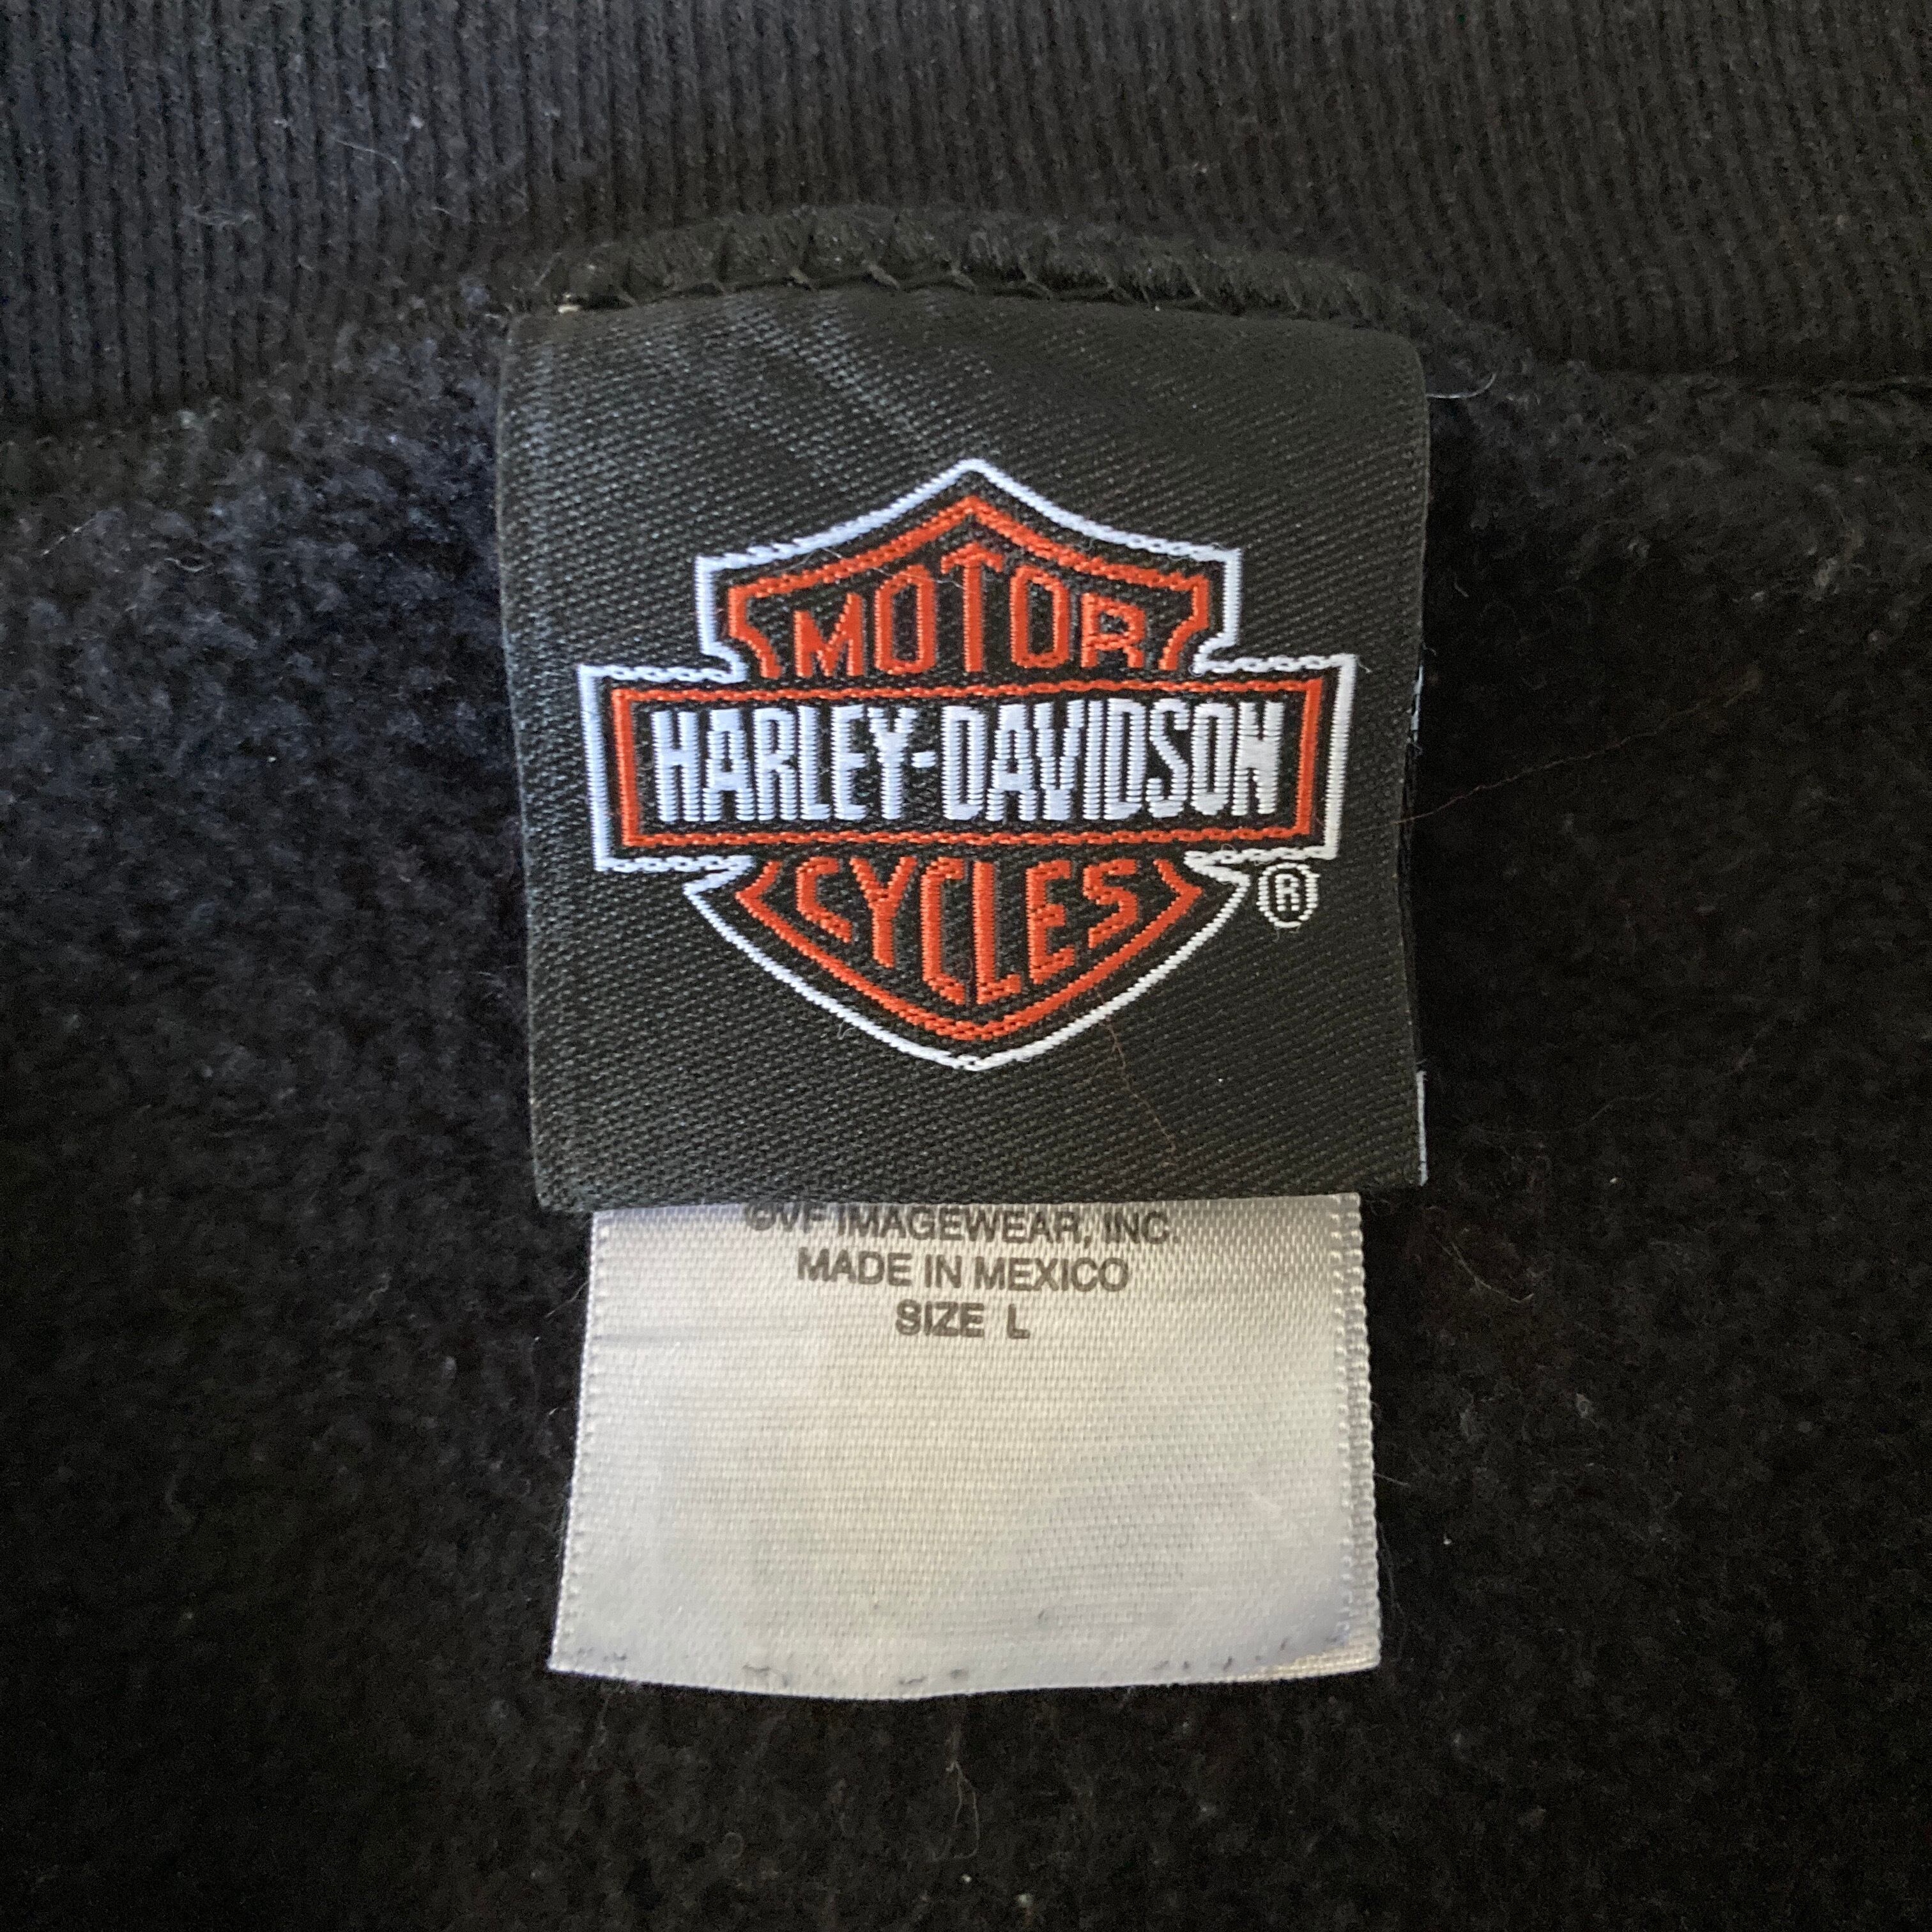 MOTOR
HARLEY-DAVIDSON
CYCLES
®
©VF IMAGEWEAR, INC.
MADE IN MEXICO
SIZE L